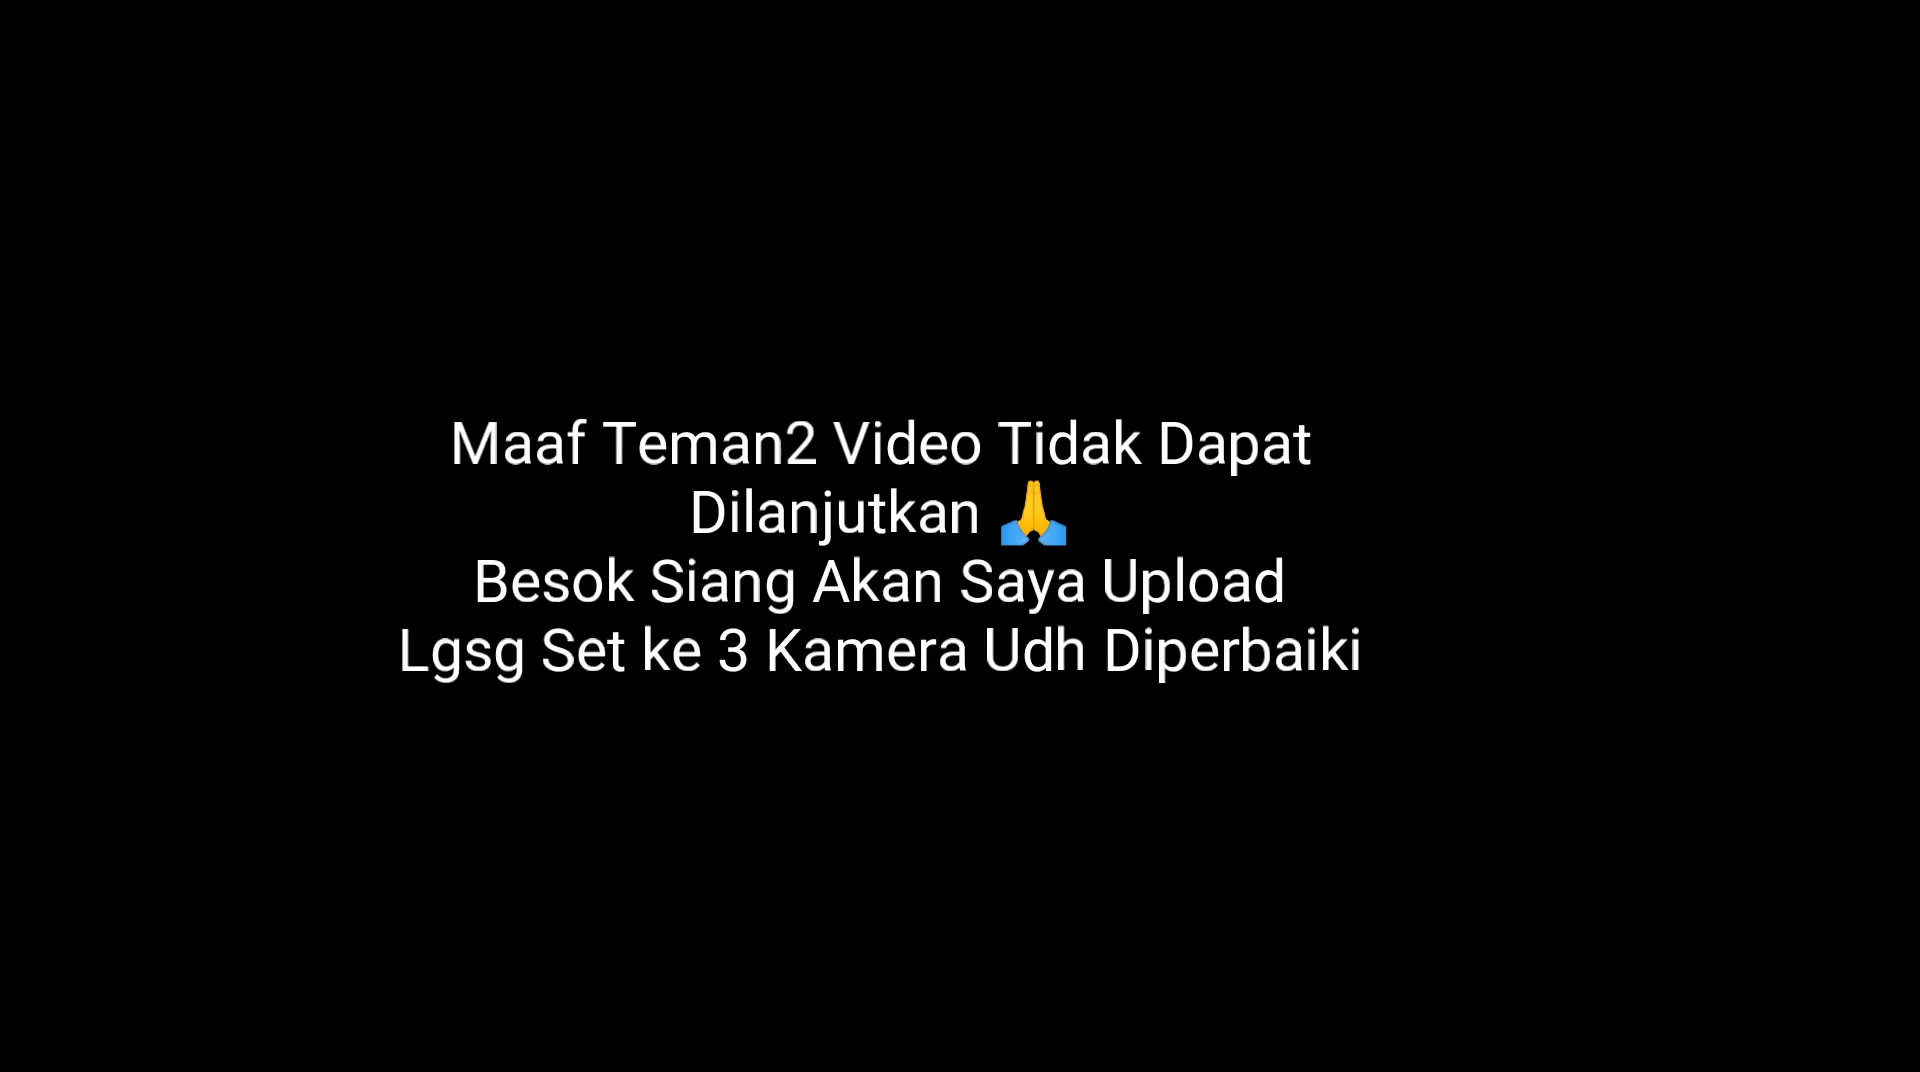 Maaf Teman2 Video Tidak Dapat
Dilanjutkan 🙏
Besok Siang Akan Saya Upload
Lgsg Set ke 3 Kamera Udh Diperbaiki